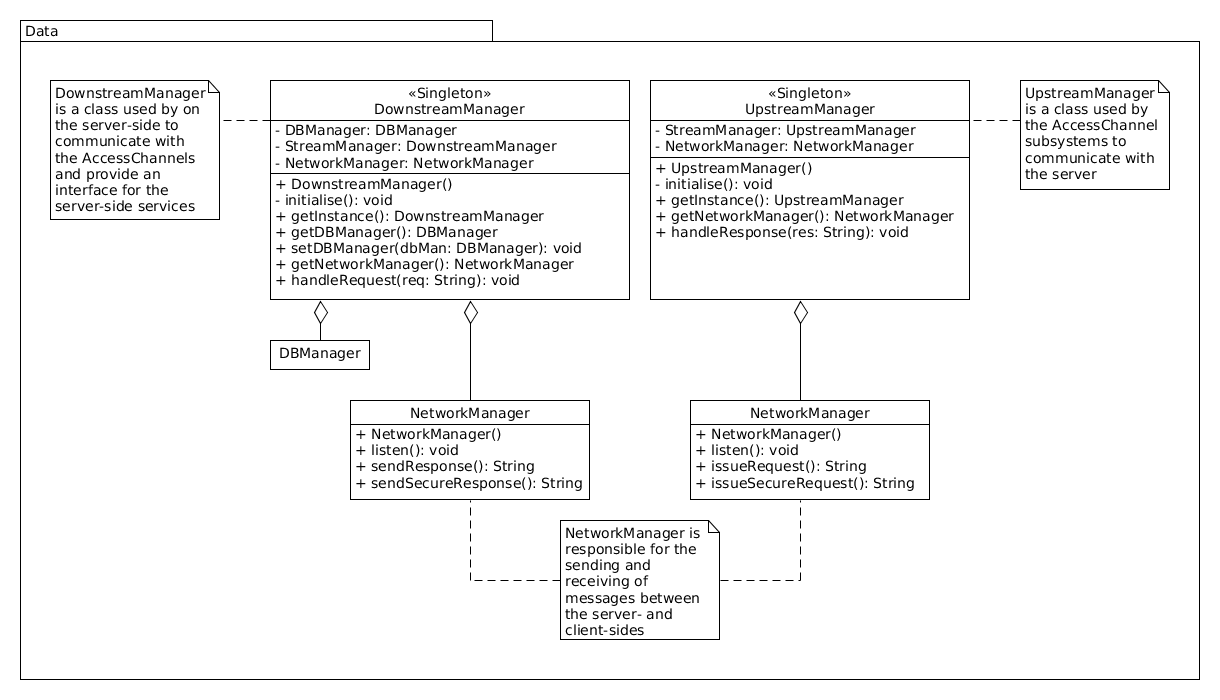 Data
DownstreamManager
is a class used by on
the server-side to
communicate with
the AccessChannels
and provide an
interface for the
server-side services
«Singleton»
DownstreamManager
- DBManager: DBManager
- StreamManager: DownstreamManager
- NetworkManager: NetworkManager
+ DownstreamManager()
- initialise(): void
+ getInstance(): DownstreamManager
+ getDBManager(): DBManager
+ setDBManager(dbMan: DBManager): void
+ getNetworkManager(): NetworkManager
+ handleRequest(req: String): void
«Singleton»
UpstreamManager
- StreamManager: UpstreamManager
- NetworkManager: NetworkManager
+ UpstreamManager()
- initialise(): void
+ getInstance(): UpstreamManager
+ getNetworkManager(): NetworkManager
+ handleResponse(res: String): void
UpstreamManager
is a class used by
the AccessChannel
subsystems to
communicate with
the server
DBManager
NetworkManager
+ NetworkManager()
+ listen(): void
+ sendResponse(): String
+ sendSecureResponse(): String
NetworkManager
+ NetworkManager()
+ listen(): void
+ issueRequest(): String
+ issueSecureRequest(): String
NetworkManager is
responsible for the
sending and
receiving of
messages between
the server- and
client-sides